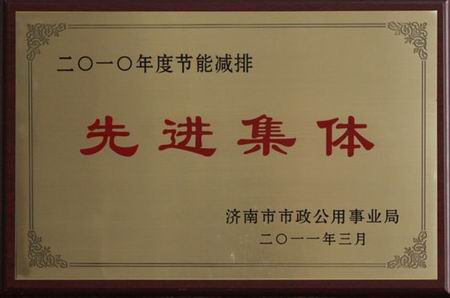 二〇一〇年度节能减排
先进集体
济南市市政公用事业局
二〇一一年三月